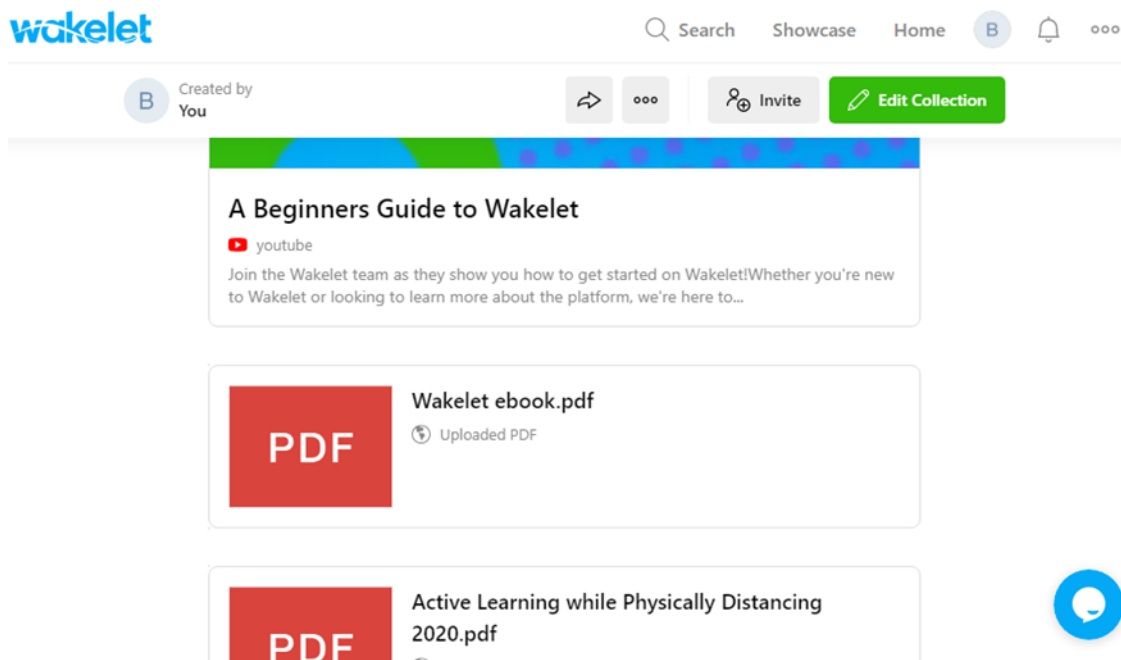 wakelet
Search Showcase Home B
B Created by
You
Invite
Edit Collection
A Beginners Guide to Wakelet
youtube
Join the Wakelet team as they show you how to get started on Wakelet!Whether you're new
to Wakelet or looking to learn more about the platform, we're here to...
PDF
Wakelet ebook.pdf
Uploaded PDF
PDF
Active Learning while Physically Distancing
2020.pdf